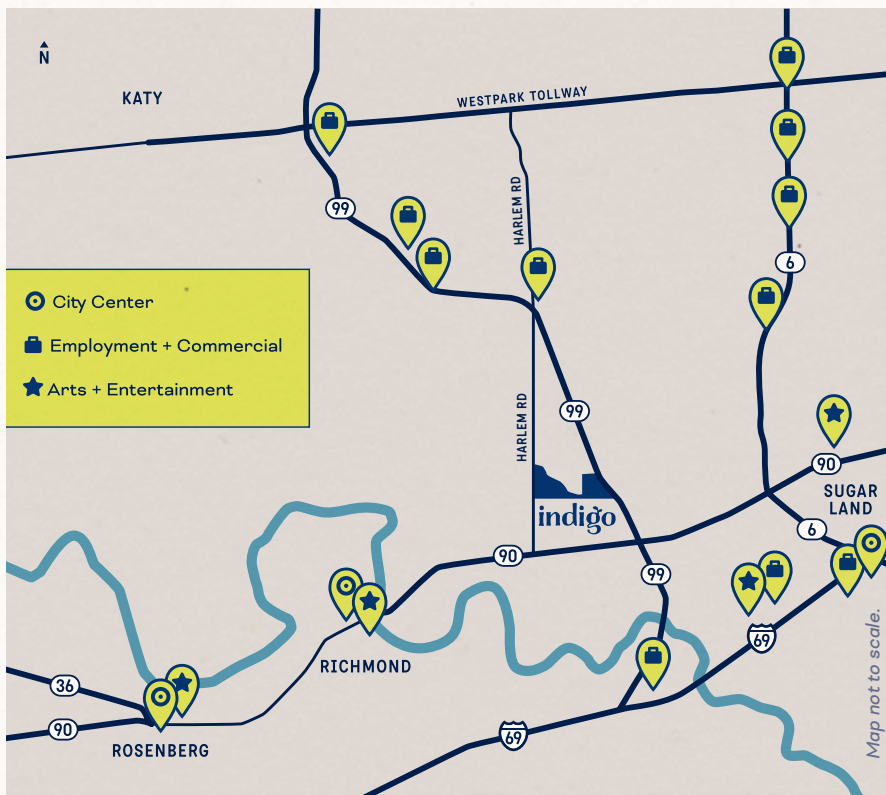 N
KATY
WESTPARK TOLLWAY
HARLEM RD
99
6
City Center
Employment + Commercial
Arts + Entertainment
HARLEM RD
99
90
SUGAR
LAND
indigo
6
90
99
69
RICHMOND
36
90
69
ROSENBERG
Map not to scale.